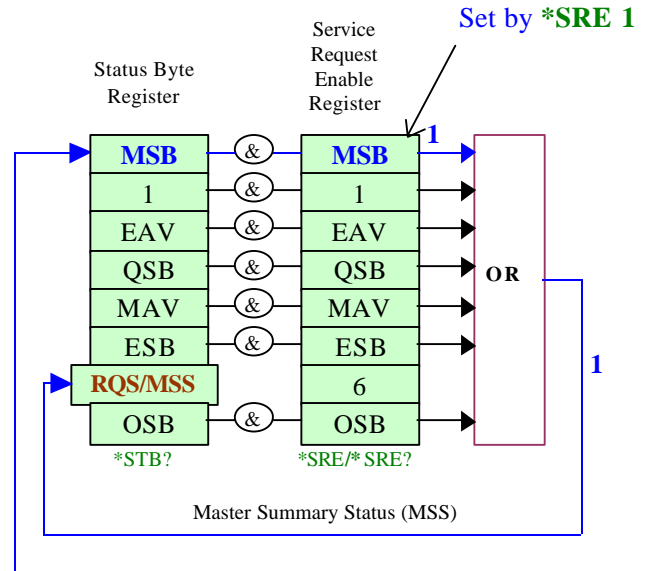 Set by *SRE 1
Service
Request
Enable
Register
Status Byte
Register
1
MSB & MSB
1 & 1
EAV & EAV
QSB & QSB
OR
MAV & MAV
ESB & ESB
1
RQS/MSS 6
OSB & OSB
*STB? *SRE/* SRE?
Master Summary Status (MSS)